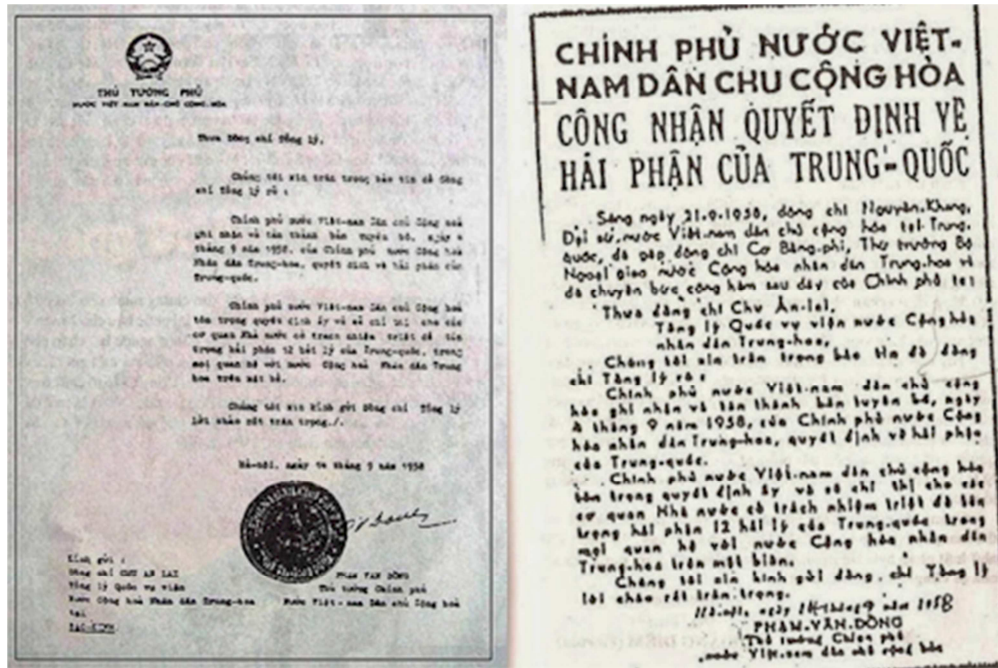 THỦ TƯỚNG PHỦ
NƯỚC VIỆT NAM DÂN CHỦ CỘNG HÒA
Thưa Đồng chí Tổng lý,
Chúng tôi xin trân trọng báo tin để Đồng
chí Tổng lý rõ :
Chính phủ nước Việt-nam Dân chủ Cộng hoà
ghi nhận và tán thành bản tuyên bố, ngày 4
tháng 9 năm 1958, của Chính phủ nước Cộng hoà
Nhân dân Trung-hoa, quyết định về hải phận của
Trung-quốc.
Chính phủ nước Việt-nam Dân chủ Cộng hoà
tôn trọng quyết định ấy và sẽ chỉ thị cho các
cơ quan Nhà nước có trách nhiệm triệt để tôn
trọng hải phận 12 hải lý của Trung-quốc, trong
mọi quan hệ với nước Cộng hoà Nhân dân Trung
hoa trên mặt bể.
Chúng tôi xin kính gửi Đồng chí Tổng lý
lời chào rất trân trọng./.
Hà-nội, ngày 14 tháng 9 năm 1958
Kính gửi :
Đồng chí CHU AN LAI
Tổng lý Quốc vụ viện
Nước Cộng hoà Nhân dân Trung-hoa
tại
BẮC-KINH
PHẠM VĂN ĐỒNG
Thủ tướng Chính phủ
Nước Việt-nam Dân chủ Cộng hoà
CHÍNH PHỦ NƯỚC VIỆT-
NAM DÂN CHU CỘNG HÒA
CÔNG NHẬN QUYẾT ĐỊNH VỀ
HẢI PHẬN CỦA TRUNG-QUỐC
Sáng ngày 21-9-1958, đồng chí Nguyễn-Khang,
Đại sứ nước Việt-nam dân chủ cộng hòa tại Trung-
quốc, đã gặp đồng chí Cơ Bằng-phi, Thứ trưởng Bộ
Ngoại giao nước Cộng hòa nhân dân Trung-hoa và
đã chuyển bức công hàm sau đây của Chính phủ ta:
Thưa đồng chí Chu Ân-lai,
Tổng lý Quốc vụ viện nước Cộng hòa
nhân dân Trung-hoa,
Chúng tôi xin trân trọng báo tin để đồng
chí Tổng lý rõ:
Chính phủ nước Việt-nam dân chủ cộng
hòa ghi nhận và tán thành bản tuyên bố, ngày
4 tháng 9 năm 1958, của Chính phủ nước Cộng
hòa nhân dân Trung-hoa, quyết định về hải phận
của Trung-quốc.
Chính phủ nước Việt-nam dân chủ cộng hòa
tôn trọng quyết định ấy và sẽ chỉ thị cho các
cơ quan Nhà nước có trách nhiệm triệt để tôn
trọng hải phận 12 hải lý của Trung-quốc trong
mọi quan hệ với nước Cộng hòa nhân dân
Trung-hoa trên mặt biển.
Chúng tôi xin kính gửi đồng chí Tổng lý
lời chào rất trân trọng.
Hà-nội, ngày 14 tháng 9 năm 1958
PHẠM-VĂN-ĐỒNG
Thủ tướng Chính phủ
nước Việt-nam dân chủ cộng hòa